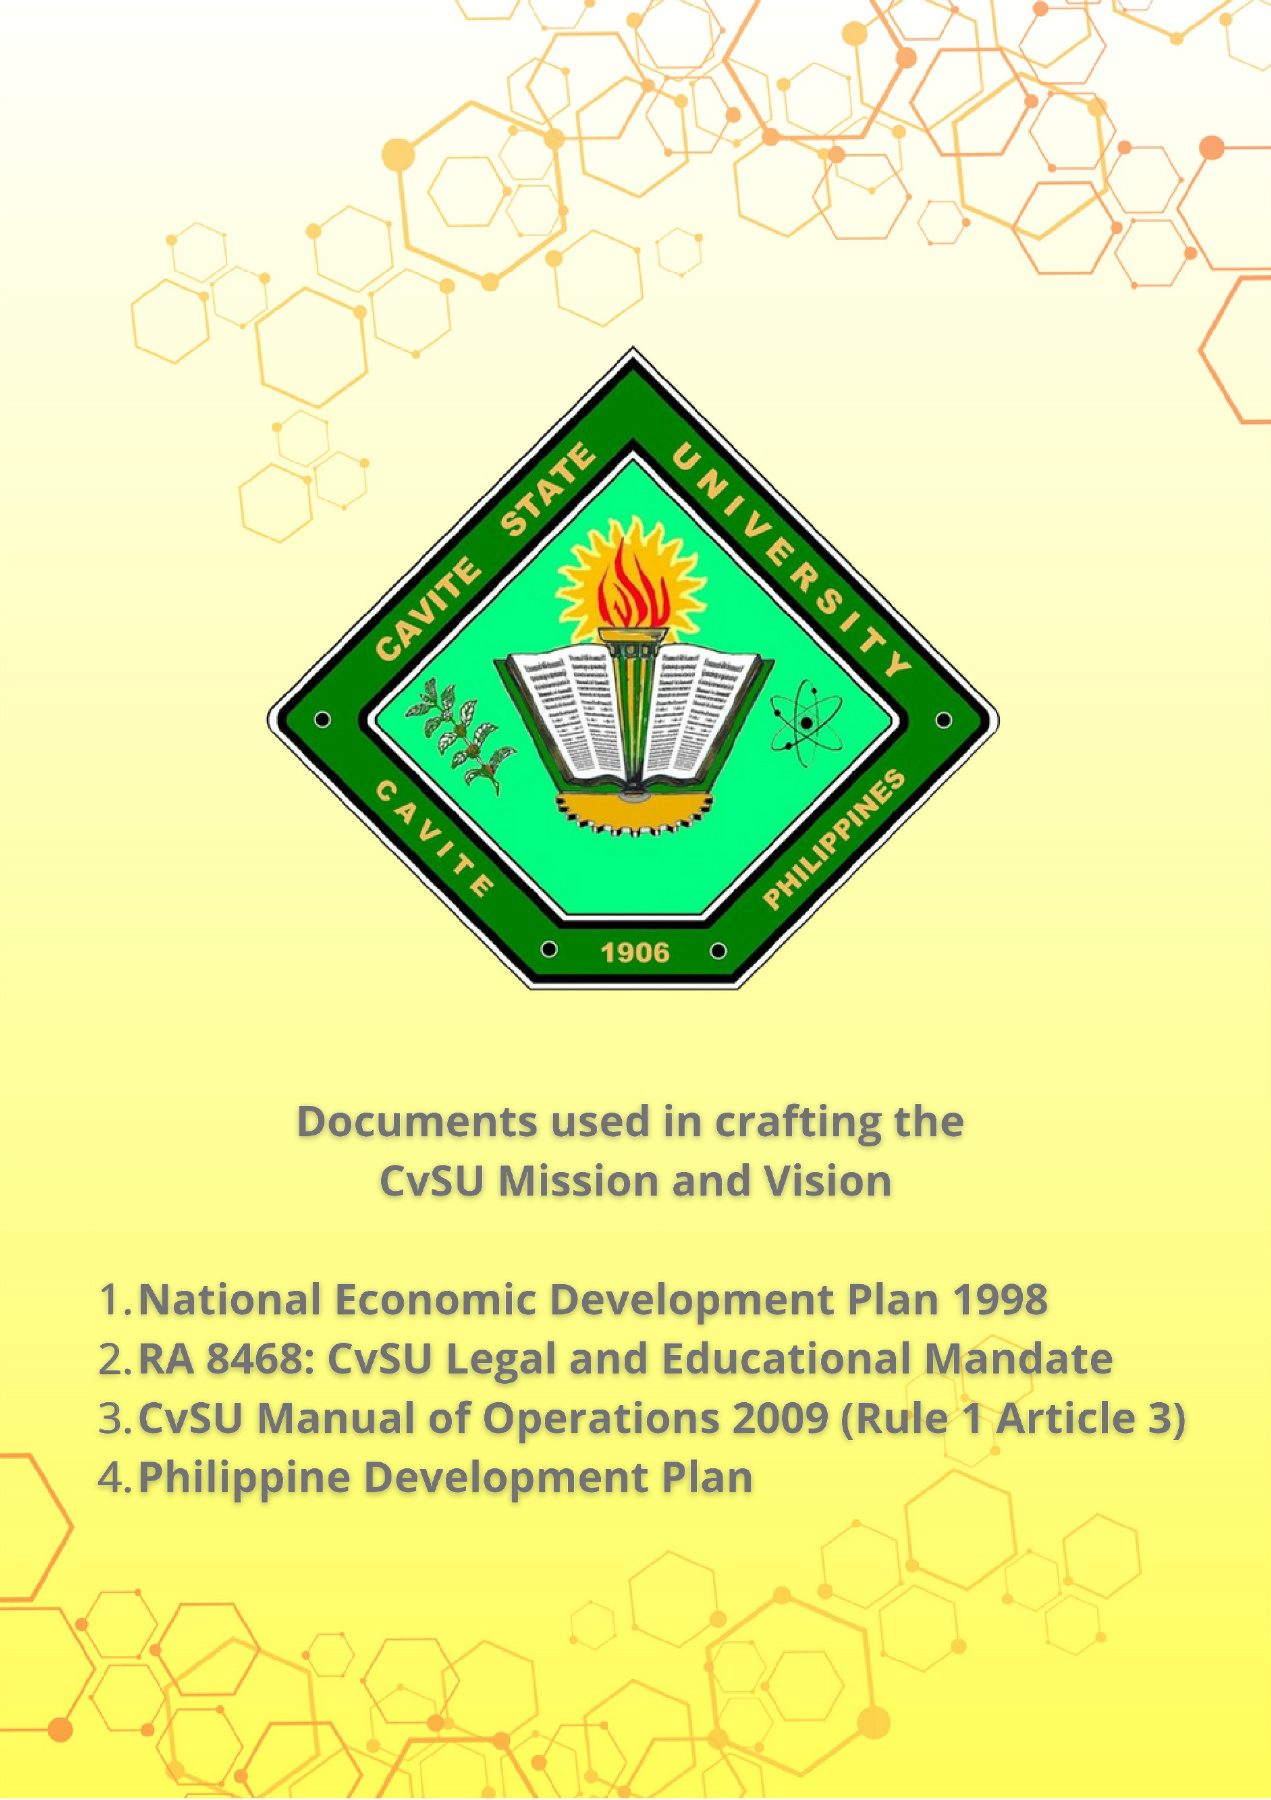 CAVITE STATE UNIVERSITY
CvSU
CAVITE
PHILIPPINES
1906
Documents used in crafting the
CvSU Mission and Vision
1. National Economic Development Plan 1998
2. RA 8468: CvSU Legal and Educational Mandate
3. CvSU Manual of Operations 2009 (Rule 1 Article 3)
4. Philippine Development Plan